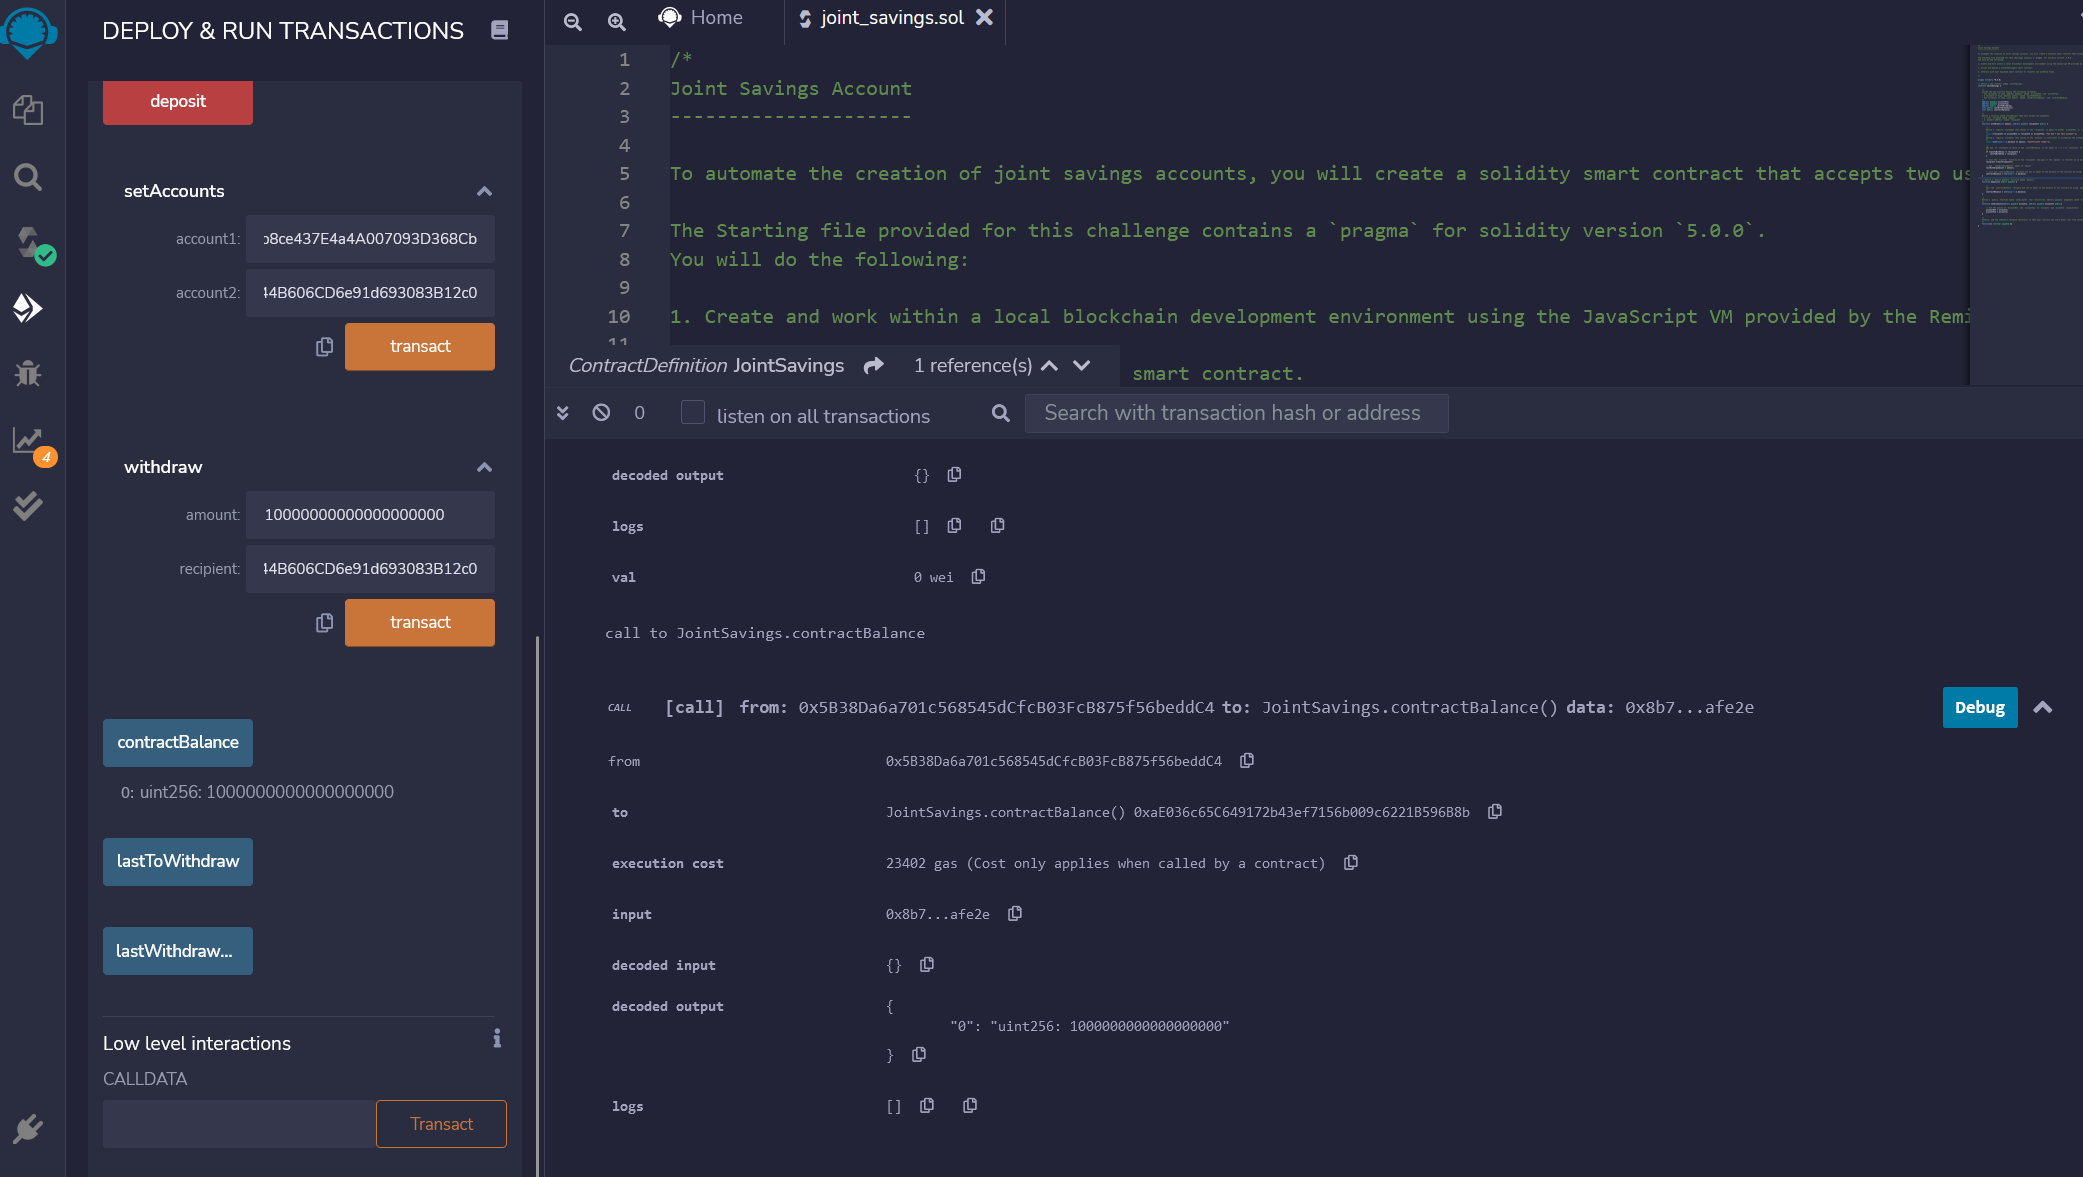 DEPLOY & RUN TRANSACTIONS
deposit
setAccounts
account1: b8ce437E4a4A007093D368Cb
account2: 44B606CD6e91d693083B12c0
transact
withdraw
amount: 10000000000000000000
recipient: 44B606CD6e91d693083B12c0
transact
contractBalance
0: uint256: 1000000000000000000
lastToWithdraw
lastWithdraw...
Low level interactions
i
CALLDATA
Transact
4
Home
joint_savings.sol
1 /*
2 Joint Savings Account
3 ---------------------
4
5 To automate the creation of joint savings accounts, you will create a solidity smart contract that accepts two us
6
7 The Starting file provided for this challenge contains a `pragma` for solidity version `5.0.0`.
8 You will do the following:
9
10 1. Create and work within a local blockchain development environment using the JavaScript VM provided by the Remi
11
smart contract.
ContractDefinition JointSavings 1 reference(s)
0 listen on all transactions Search with transaction hash or address
decoded output {}
logs []
val 0 wei
call to JointSavings.contractBalance
CALL [call] from: 0x5B38Da6a701c568545dCfcB03FcB875f56beddC4 to: JointSavings.contractBalance() data: 0x8b7...afe2e Debug
from 0x5B38Da6a701c568545dCfcB03FcB875f56beddC4
to JointSavings.contractBalance() 0xaE036c65C649172b43ef7156b009c6221B596B8b
execution cost 23402 gas (Cost only applies when called by a contract)
input 0x8b7...afe2e
decoded input {}
decoded output {
"0": "uint256: 1000000000000000000"
}
logs []